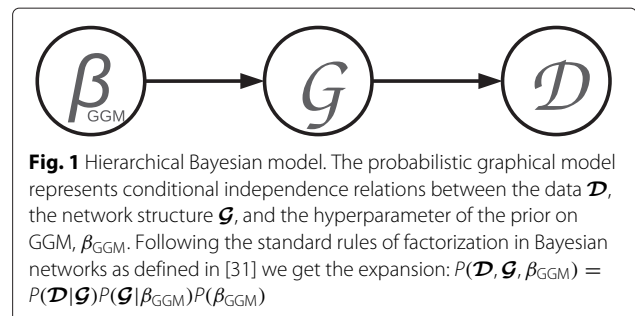 β
GGM
𝒢
𝒟
Fig. 1 Hierarchical Bayesian model. The probabilistic graphical model
represents conditional independence relations between the data 𝓓,
the network structure 𝓖, and the hyperparameter of the prior on
GGM, βGGM. Following the standard rules of factorization in Bayesian
networks as defined in [31] we get the expansion: P(𝓓, 𝓖, βGGM) =
P(𝓓|𝓖)P(𝓖|βGGM)P(βGGM)